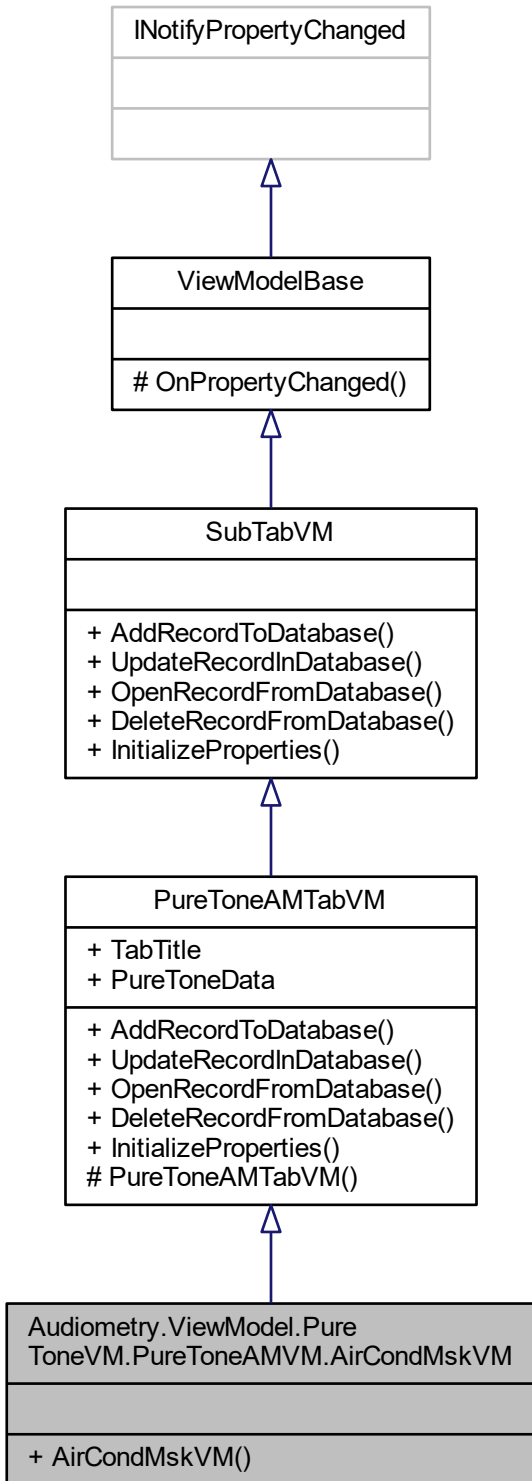 INotifyPropertyChanged
ViewModelBase
# OnPropertyChanged()
SubTabVM
+ AddRecordToDatabase()
+ UpdateRecordInDatabase()
+ OpenRecordFromDatabase()
+ DeleteRecordFromDatabase()
+ InitializeProperties()
PureToneAMTabVM
+ TabTitle
+ PureToneData
+ AddRecordToDatabase()
+ UpdateRecordInDatabase()
+ OpenRecordFromDatabase()
+ DeleteRecordFromDatabase()
+ InitializeProperties()
# PureToneAMTabVM()
Audiometry.ViewModel.Pure
ToneVM.PureToneAMVM.AirCondMskVM
+ AirCondMskVM()